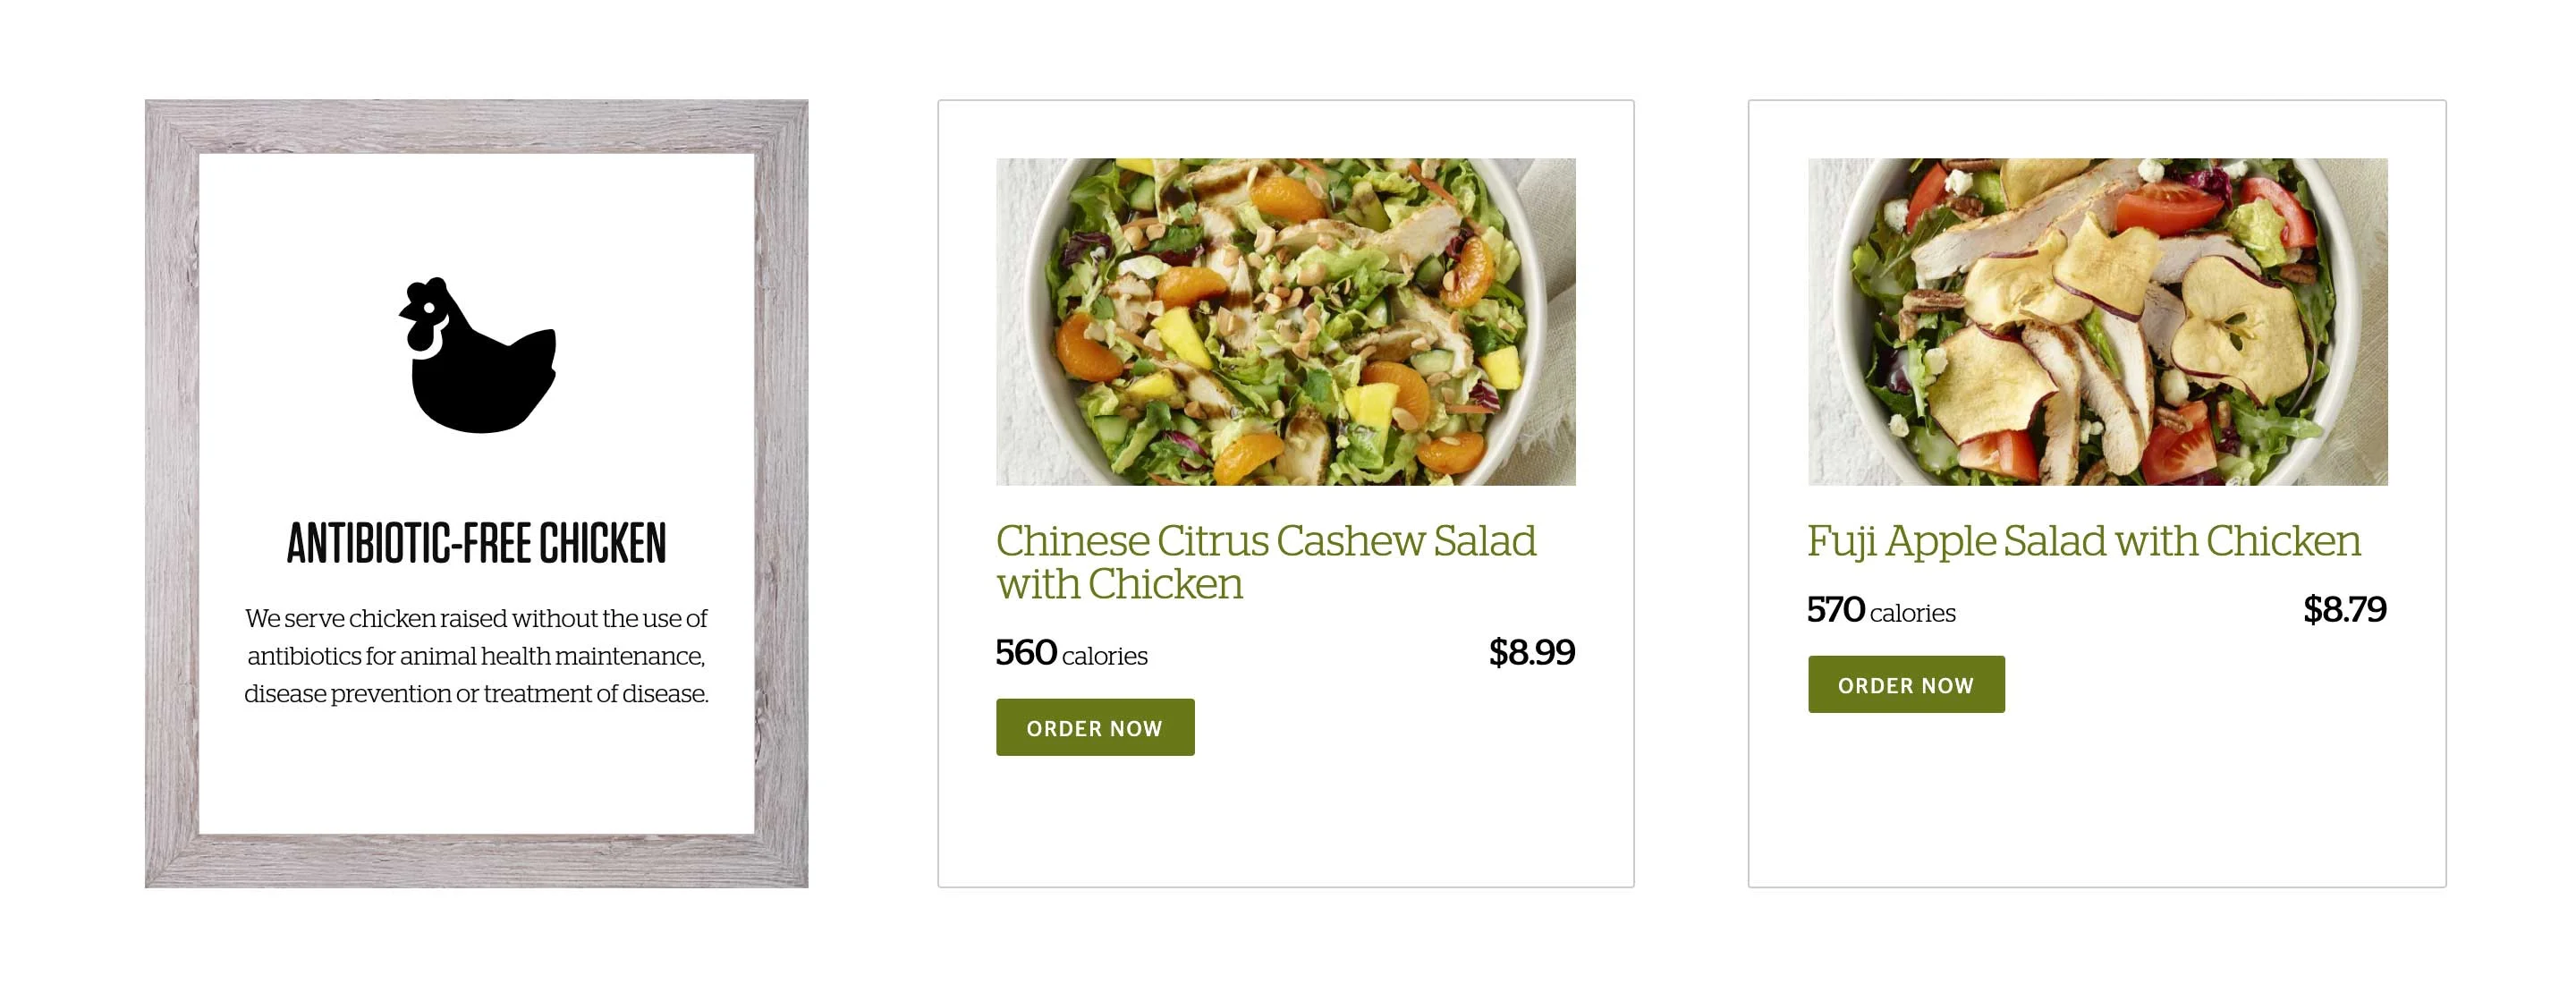 ANTIBIOTIC-FREE CHICKEN
We serve chicken raised without the use of
antibiotics for animal health maintenance,
disease prevention or treatment of disease.
Chinese Citrus Cashew Salad
with Chicken
560 calories $8.99
ORDER NOW
Fuji Apple Salad with Chicken
570 calories $8.79
ORDER NOW